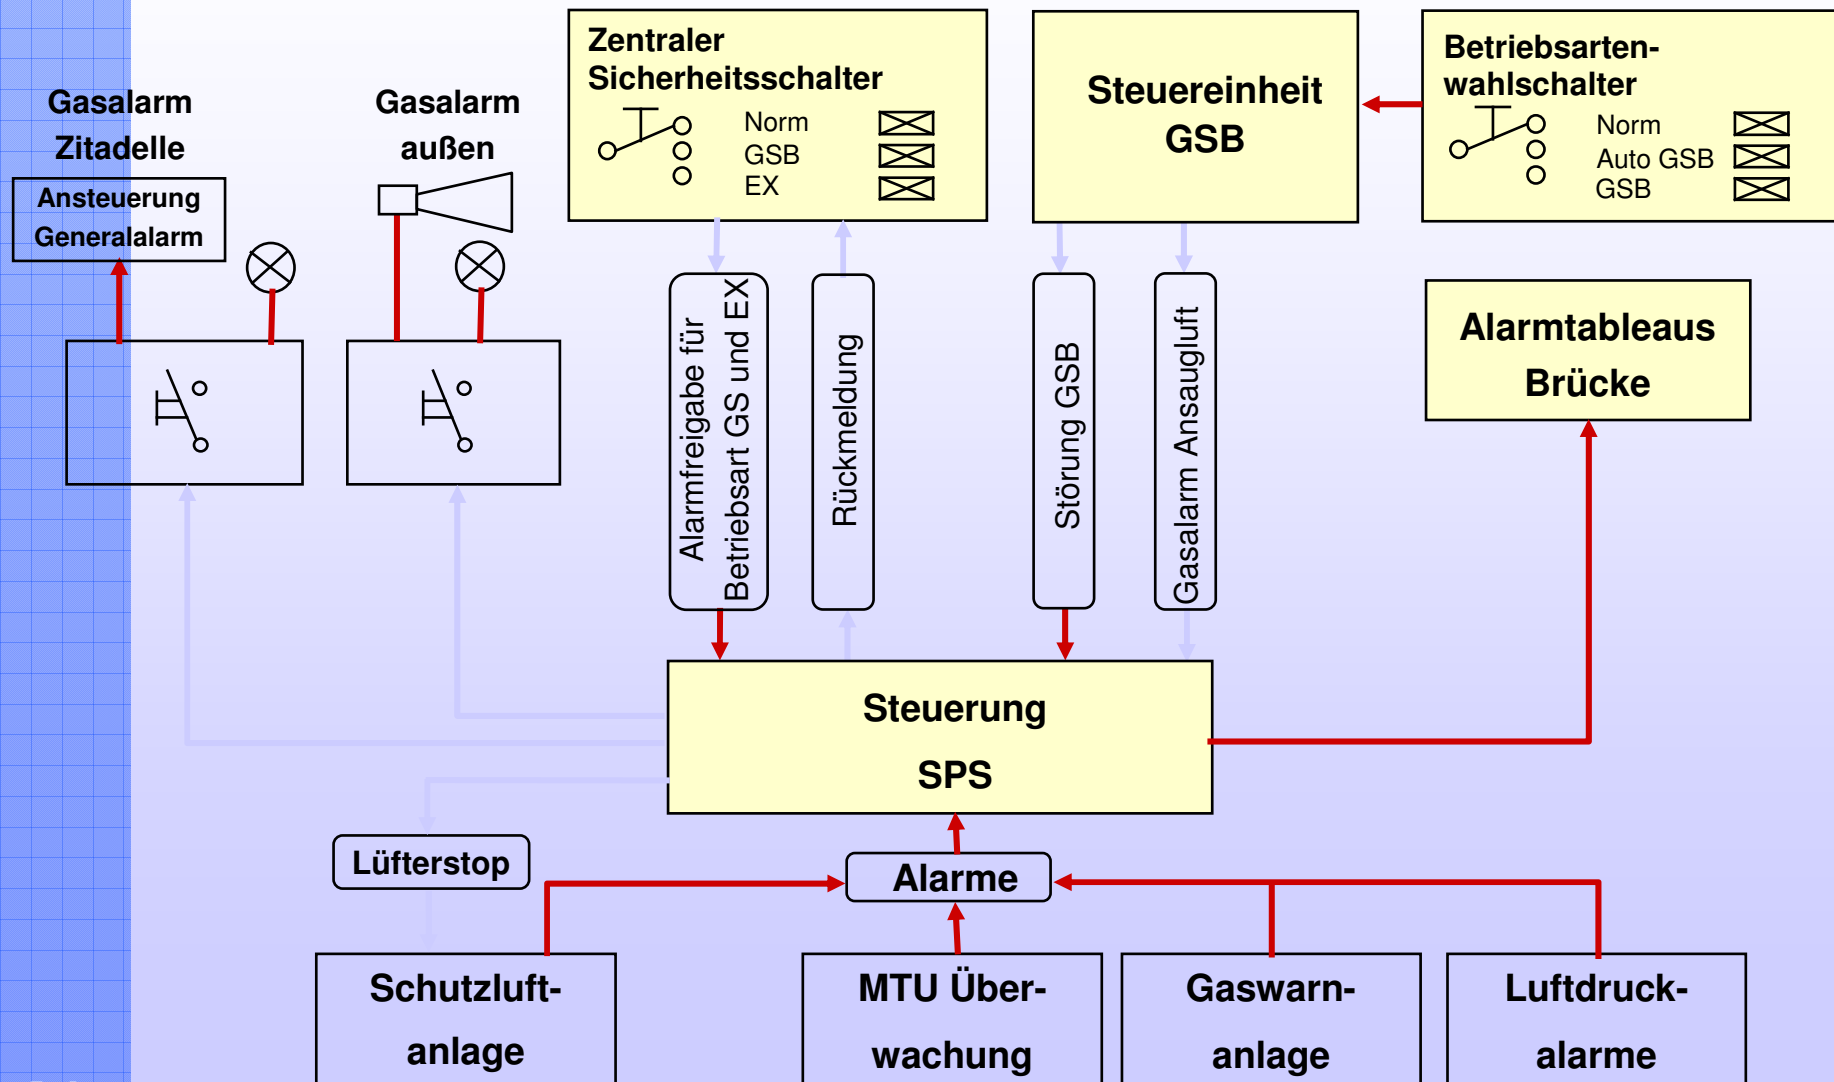 Gasalarm
Zitadelle
Ansteuerung
Generalalarm
Gasalarm
außen
Zentraler
Sicherheitsschalter
Norm
GSB
EX
Steuereinheit
GSB
Betriebsarten-
wahlschalter
Norm
Auto GSB
GSB
Alarmfreigabe für
Betriebsart GS und EX
Rückmeldung
Störung GSB
Gasalarm Ansaugluft
Alarmtableaus
Brücke
Steuerung
SPS
Lüfterstop
Alarme
Schutzluft-
anlage
MTU Über-
wachung
Gaswarn-
anlage
Luftdruck-
alarme